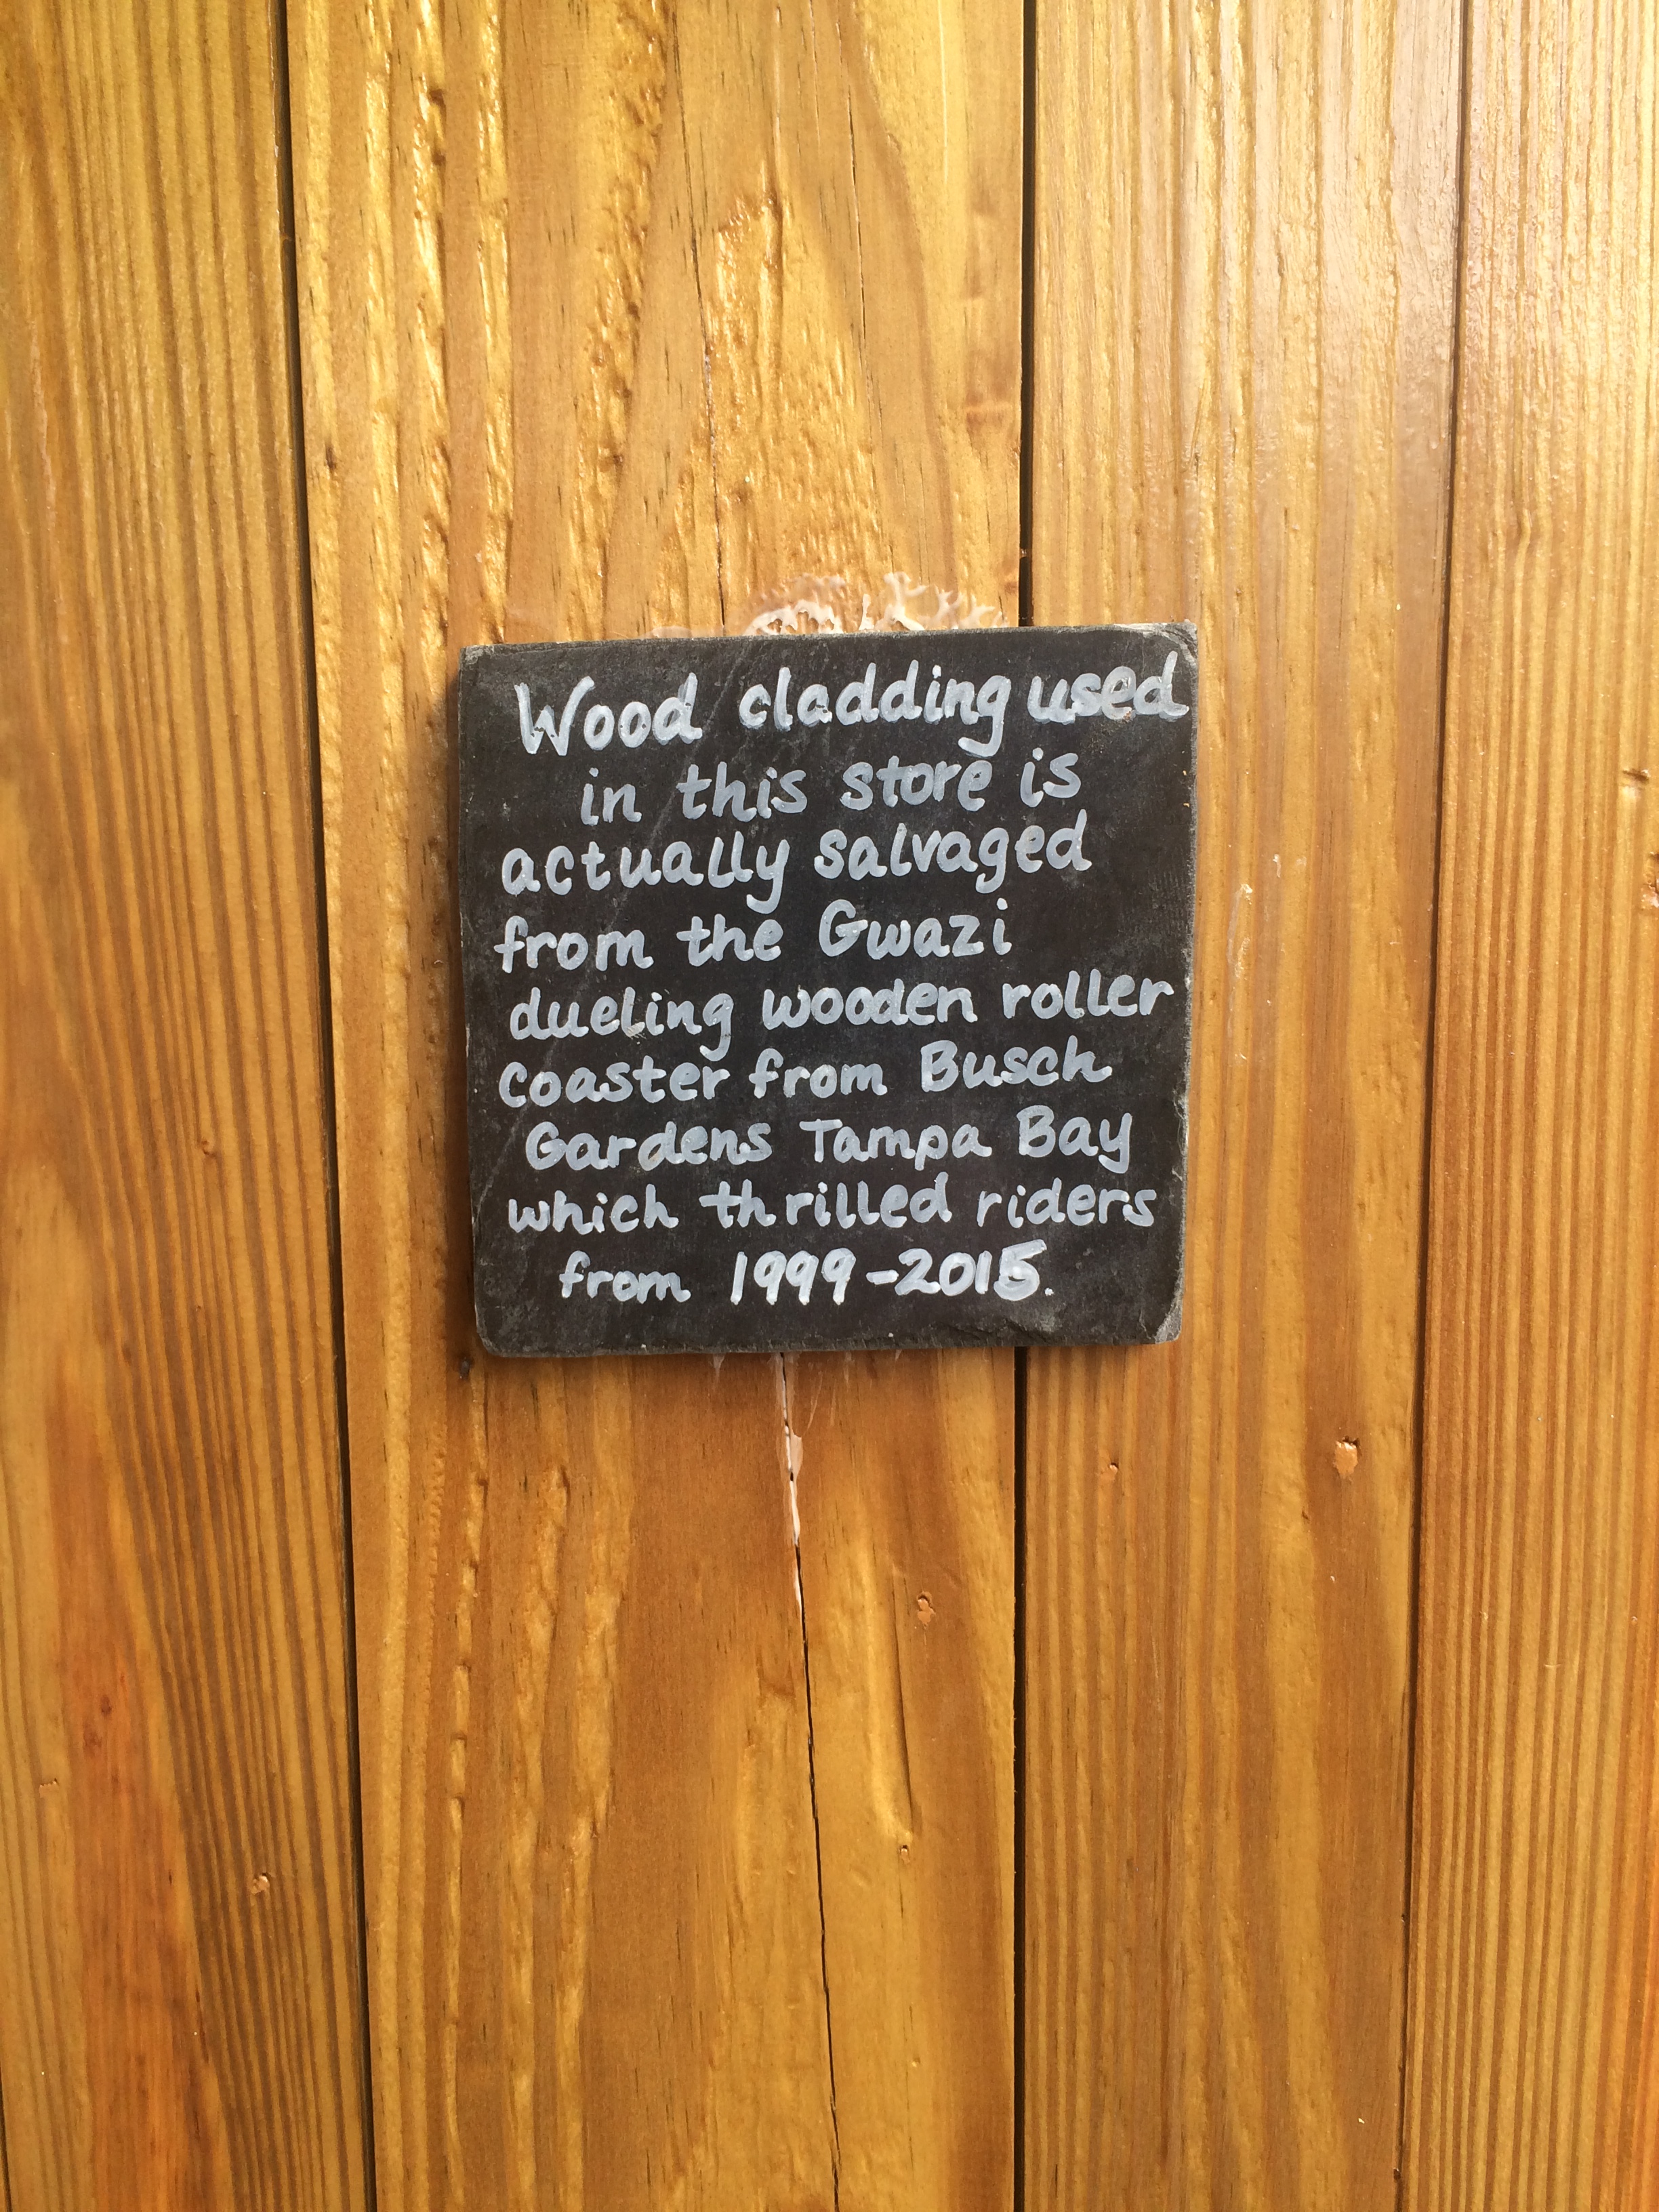 Wood cladding used
in this store is
actually salvaged
from the Gwazi
dueling wooden roller
coaster from Busch
Gardens Tampa Bay
which thrilled riders
from 1999-2015.